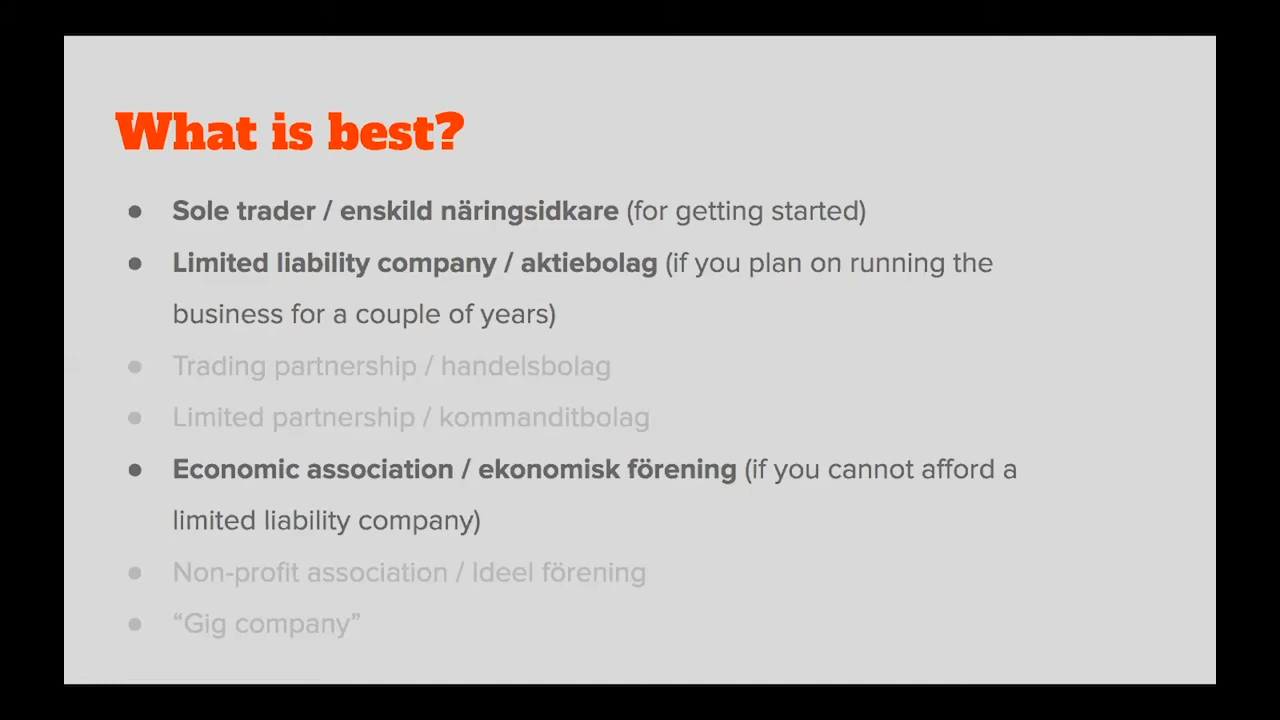 What is best?
● Sole trader / enskild näringsidkare (for getting started)
● Limited liability company / aktiebolag (if you plan on running the
business for a couple of years)
● Trading partnership / handelsbolag
● Limited partnership / kommanditbolag
● Economic association / ekonomisk förening (if you cannot afford a
limited liability company)
● Non-profit association / Ideel förening
● “Gig company”